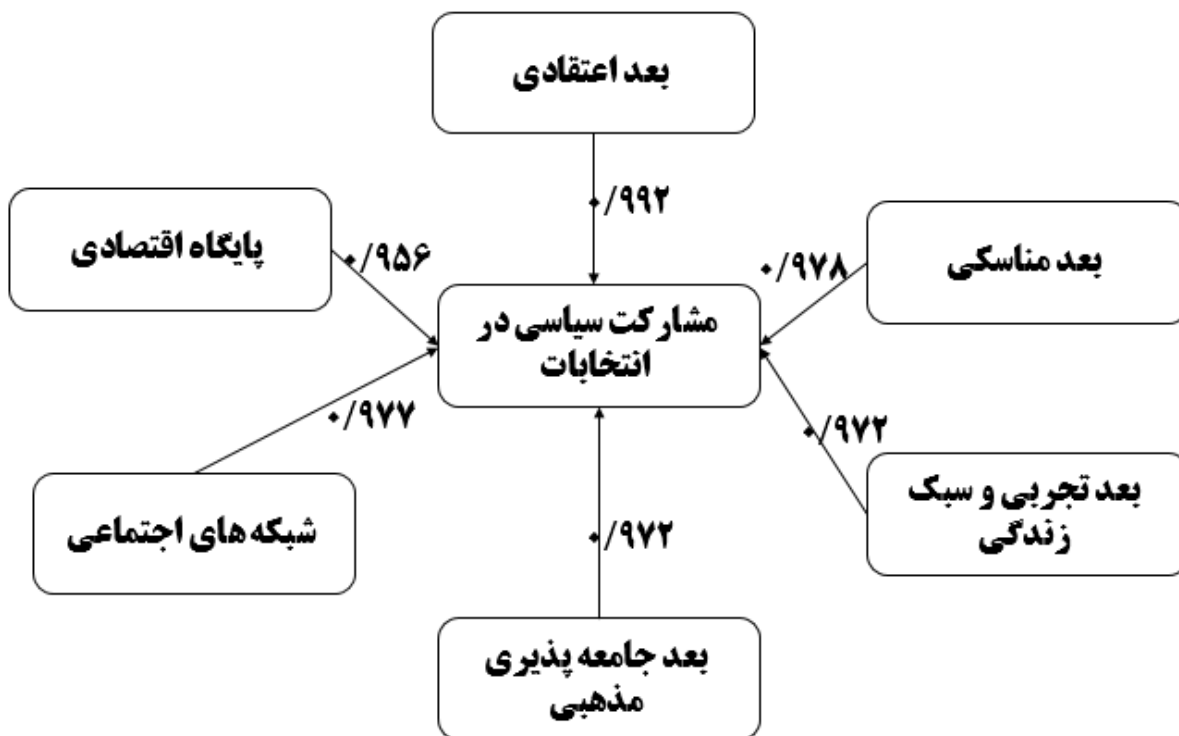 بعد اعتقادی
۰/۹۹۲
بعد مناسکی
پایگاه اقتصادی
۰/۹۷۸
۰/۹۵۶
مشارکت سیاسی در
انتخابات
۰/۹۷۷
۰/۹۷۲
بعد تجربی و سبک
زندگی
شبکه های اجتماعی
۰/۹۷۲
بعد جامعه پذیری
مذهبی